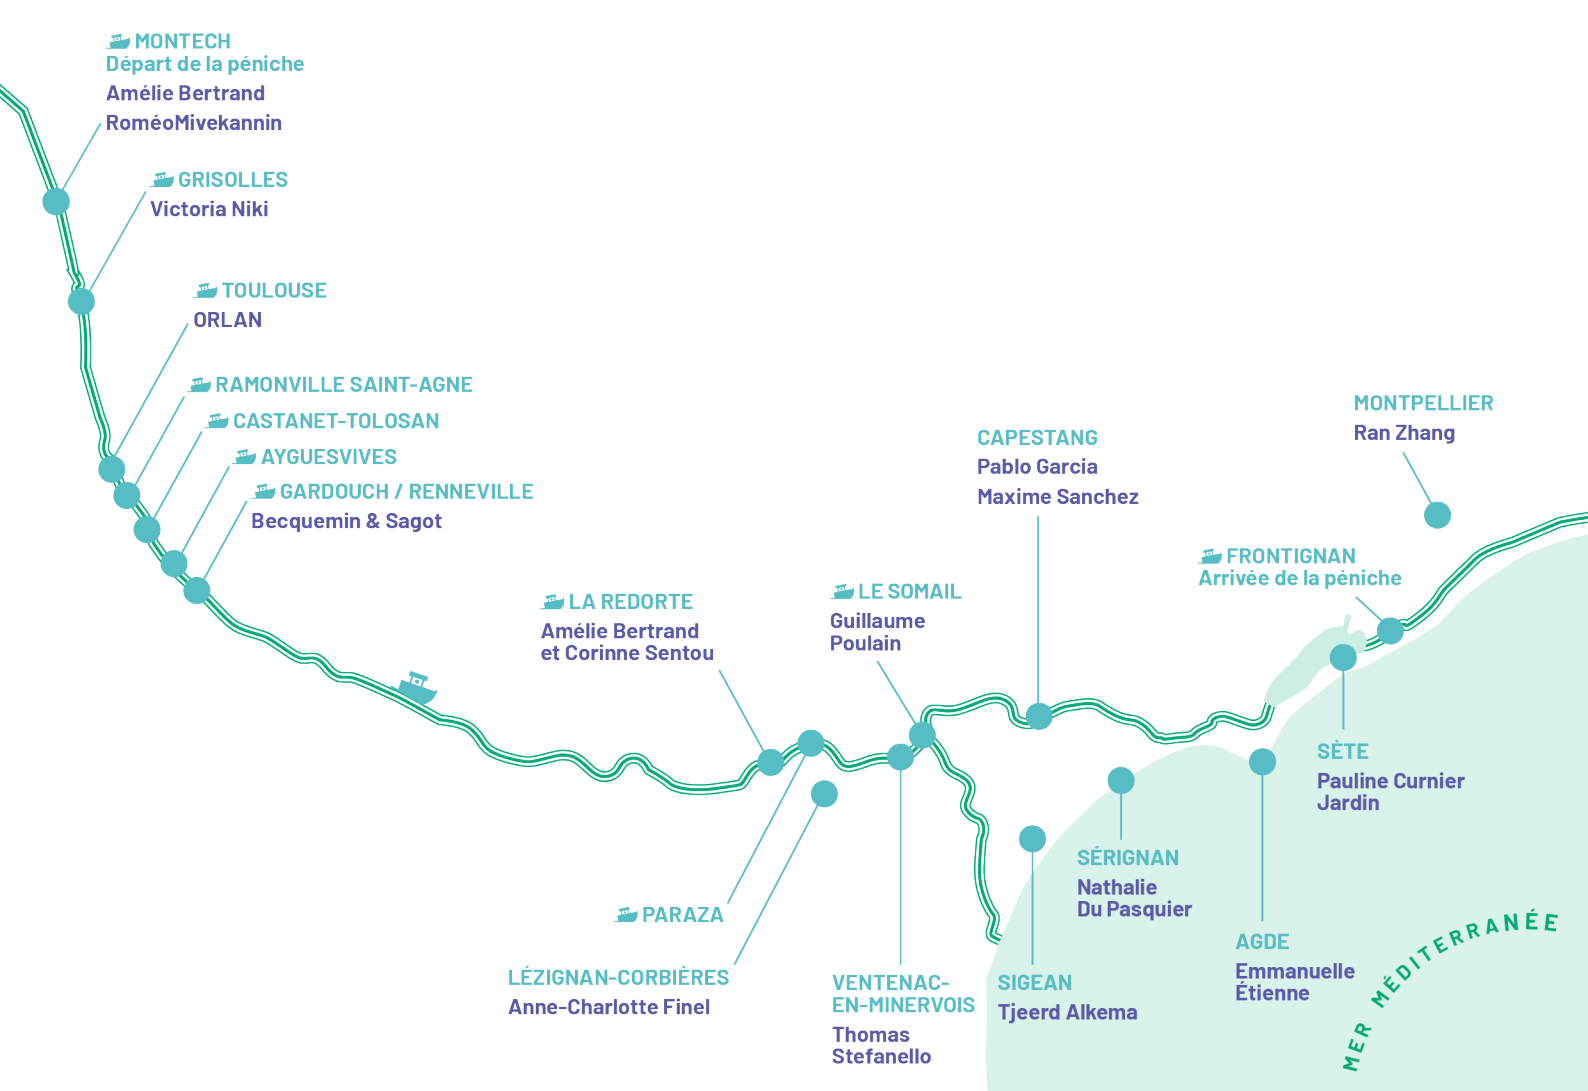 MONTECH
Départ de la péniche
Amélie Bertrand
RoméoMivekannin
GRISOLLES
Victoria Niki
TOULOUSE
ORLAN
RAMONVILLE SAINT-AGNE
CASTANET-TOLOSAN
AYGUESVIVES
GARDOUCH / RENNEVILLE
Becquemin & Sagot
LA REDORTE
Amélie Bertrand
et Corinne Sentou
LE SOMAIL
Guillaume
Poulain
CAPESTANG
Pablo Garcia
Maxime Sanchez
MONTPELLIER
Ran Zhang
FRONTIGNAN
Arrivée de la péniche
SÈTE
Pauline Curnier
Jardin
PARAZA
LÉZIGNAN-CORBIÈRES
Anne-Charlotte Finel
VENTENAC-
EN-MINERVOIS
Thomas
Stefanello
SIGEAN
Tjeerd Alkema
SÉRIGNAN
Nathalie
Du Pasquier
AGDE
Emmanuelle
Étienne
MER MÉDITERRANÉE